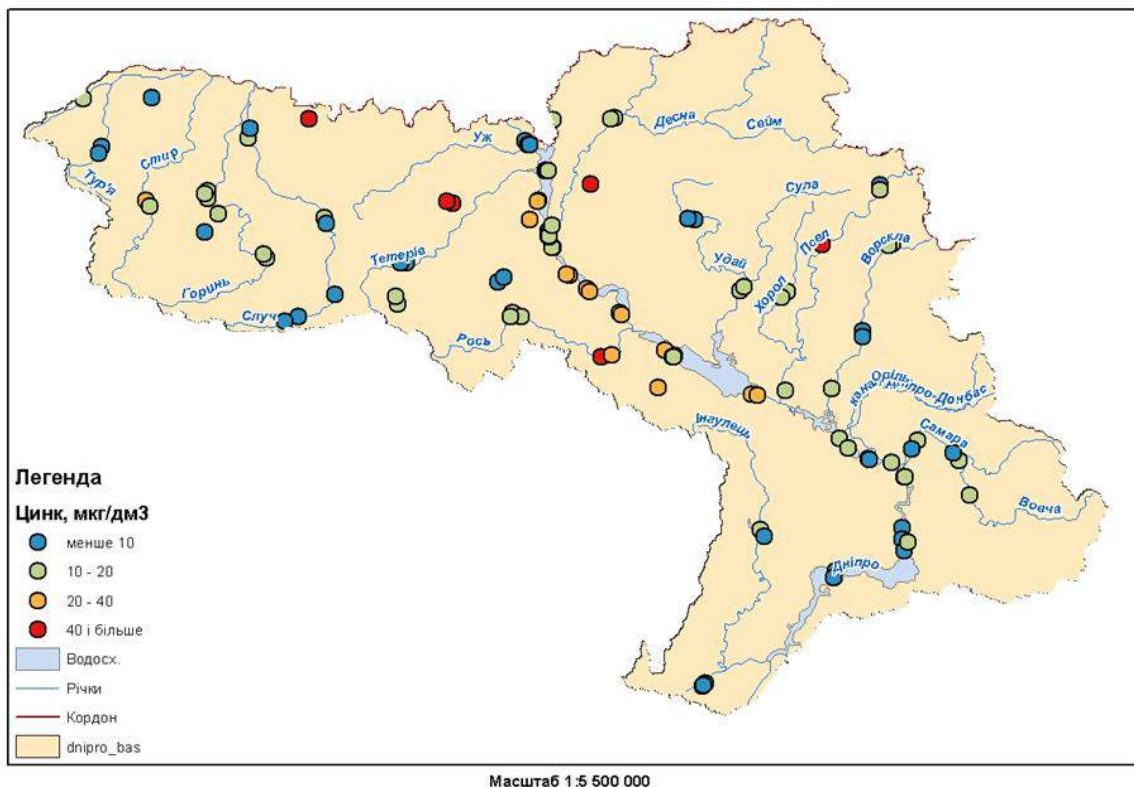 Десна
Сейм
Уж
Стир
Тур'я
Сула
Псел
Ворскла
Удай
Хорол
Тетерів
Горинь
Случ
Рось
Оріль
канал Дніпро-Донбас
Самара
Інгулець
Вовча
Дніпро
Легенда
Цинк, мкг/дм3
менше 10
10 - 20
20 - 40
40 і більше
Водосх.
Річки
Кордон
dnipro_bas
Масштаб 1:5 500 000